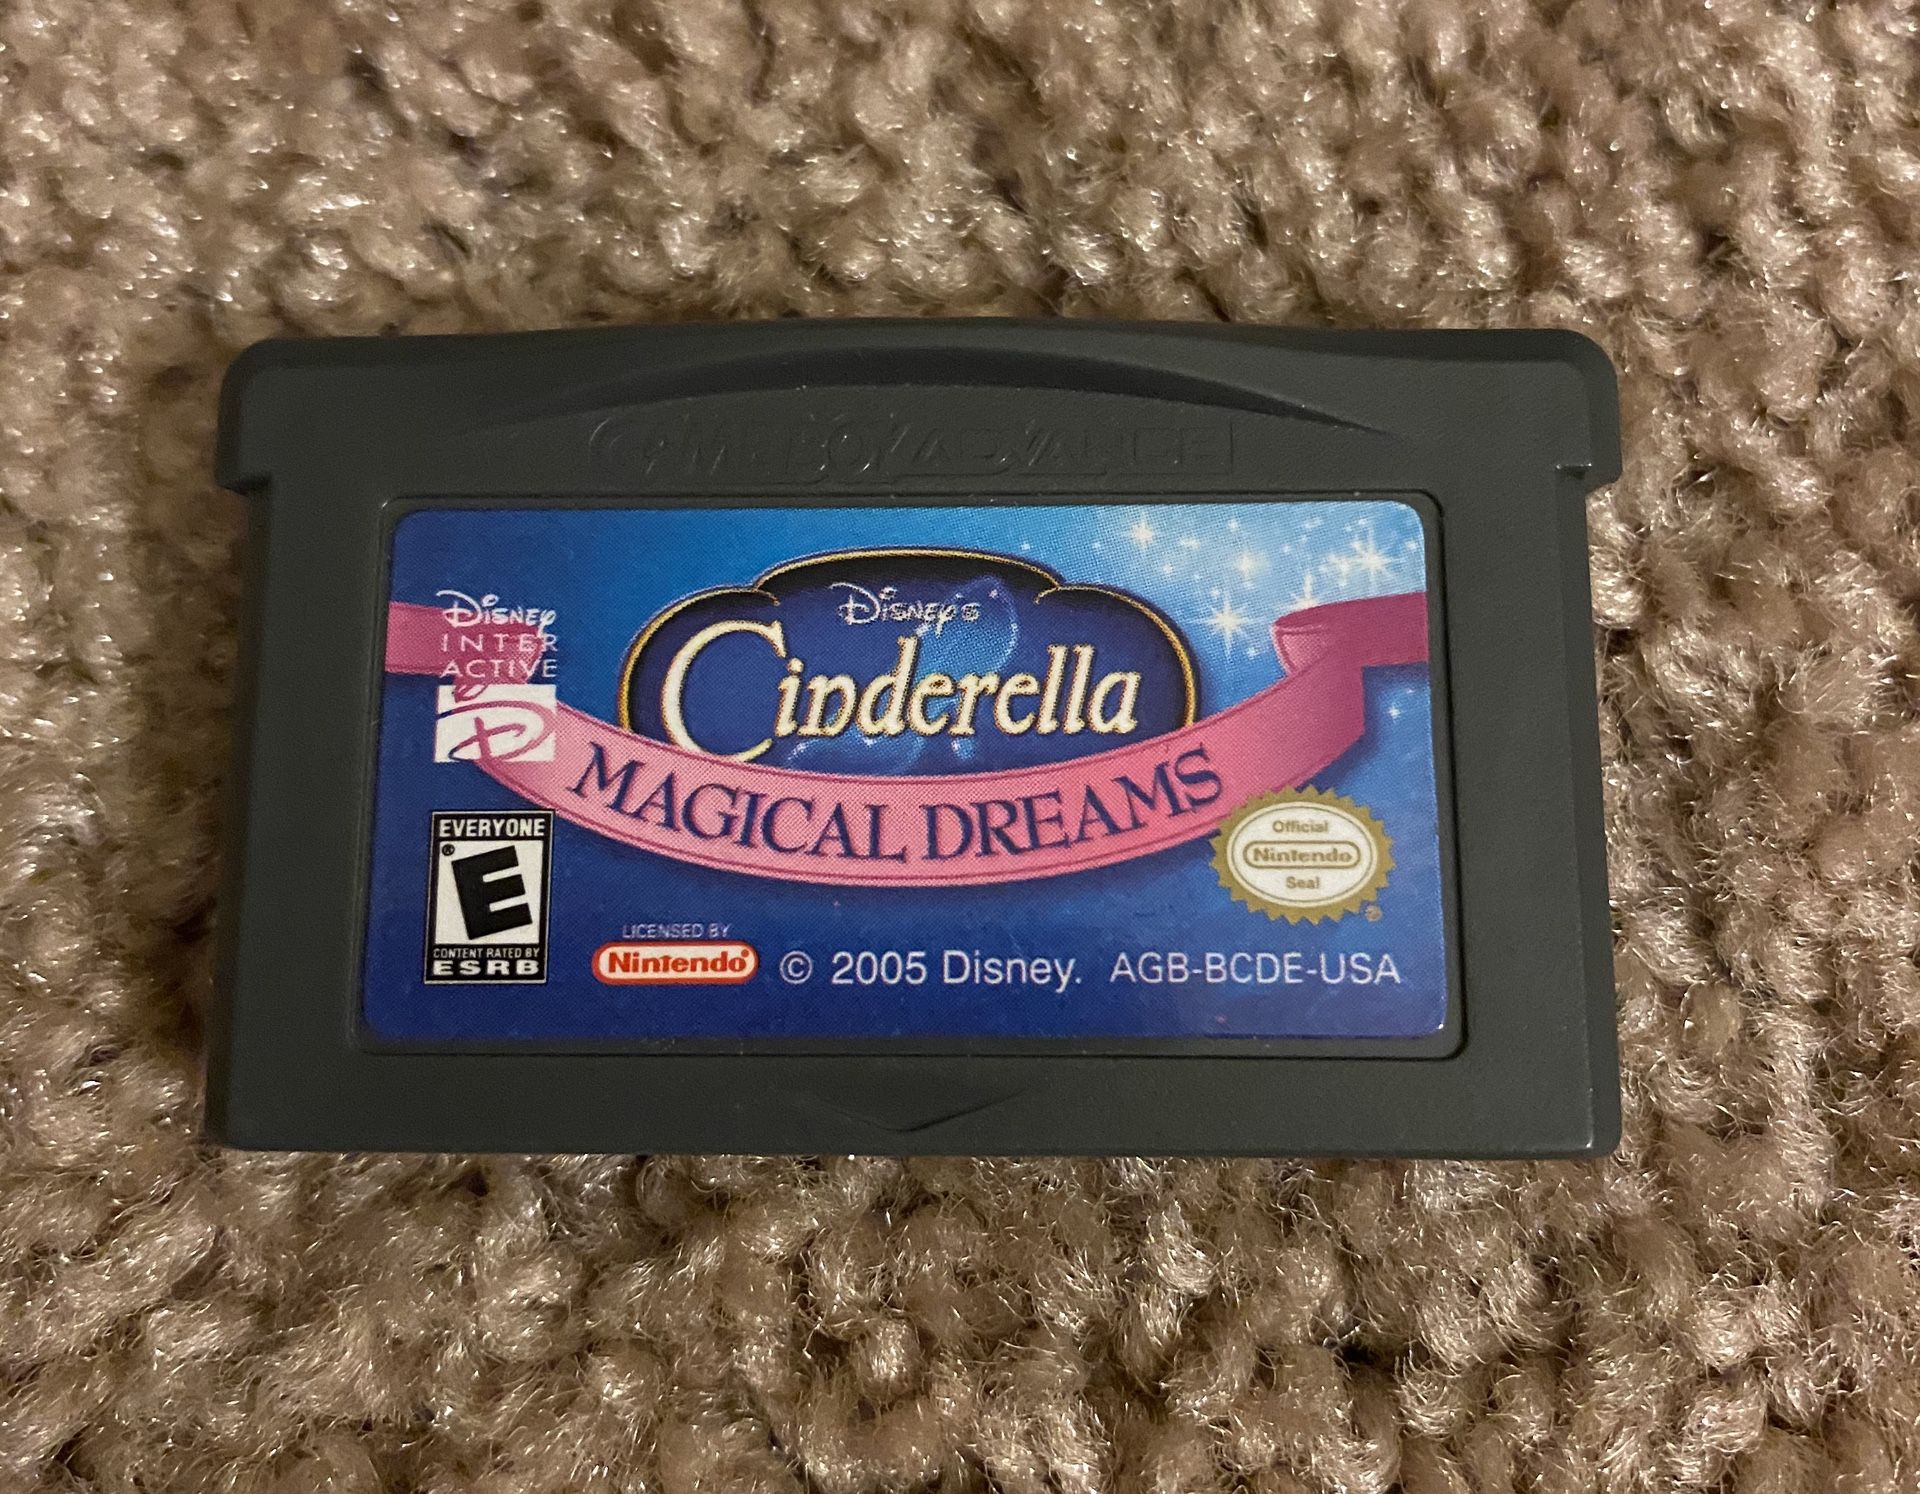 GAME BOY ADVANCE
Disney's
Cinderella
MAGICAL DREAMS
Disney
INTER
ACTIVE
D
EVERYONE
®
E
CONTENT RATED BY
ESRB
LICENSED BY
Nintendo®
© 2005 Disney. AGB-BCDE-USA
Official
Nintendo
Seal
®